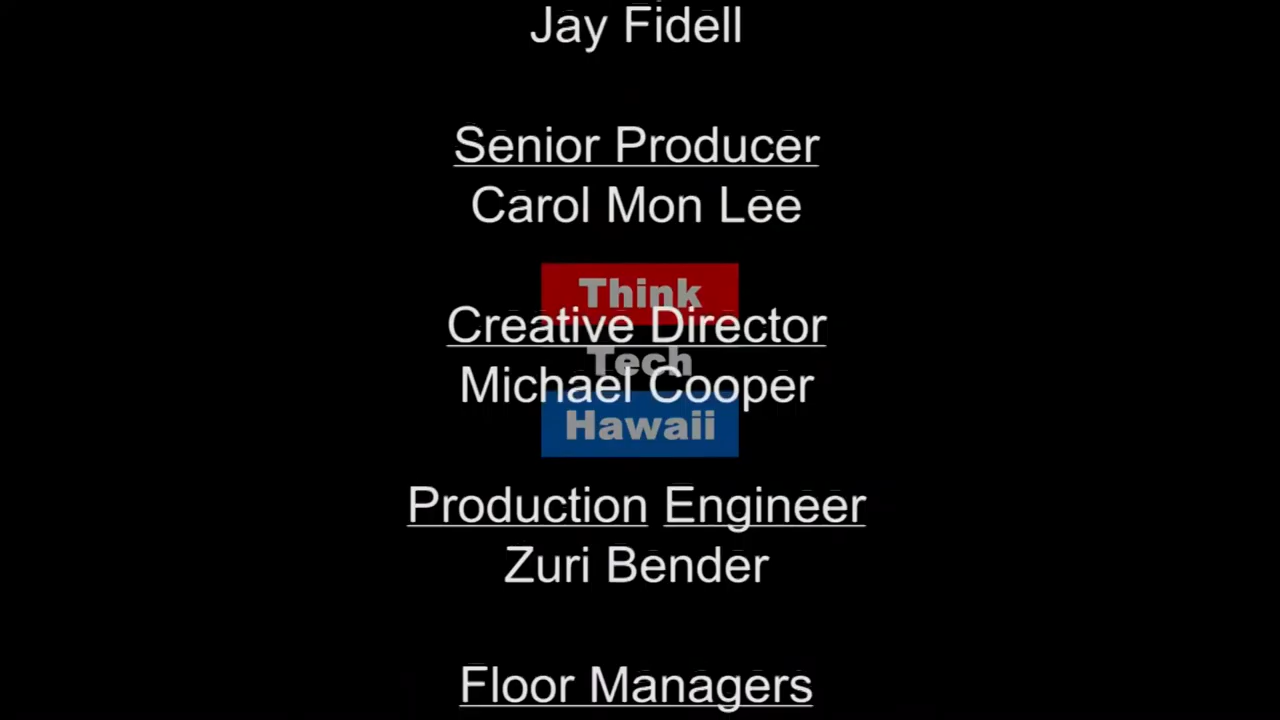 Jay Fidell
Senior Producer
Carol Mon Lee
Think
Creative Director
Tech
Michael Cooper
Hawaii
Production Engineer
Zuri Bender
Floor Managers